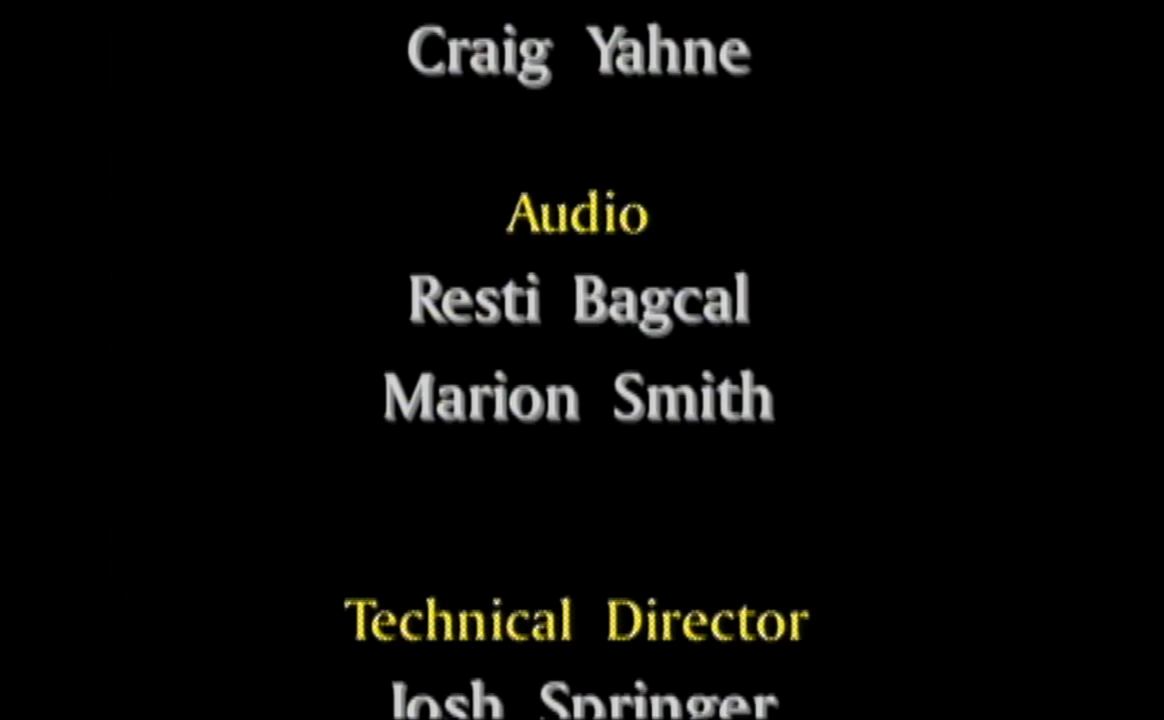 Craig Yahne
Audio
Resti Bagcal
Marion Smith
Technical Director
Josh Springer